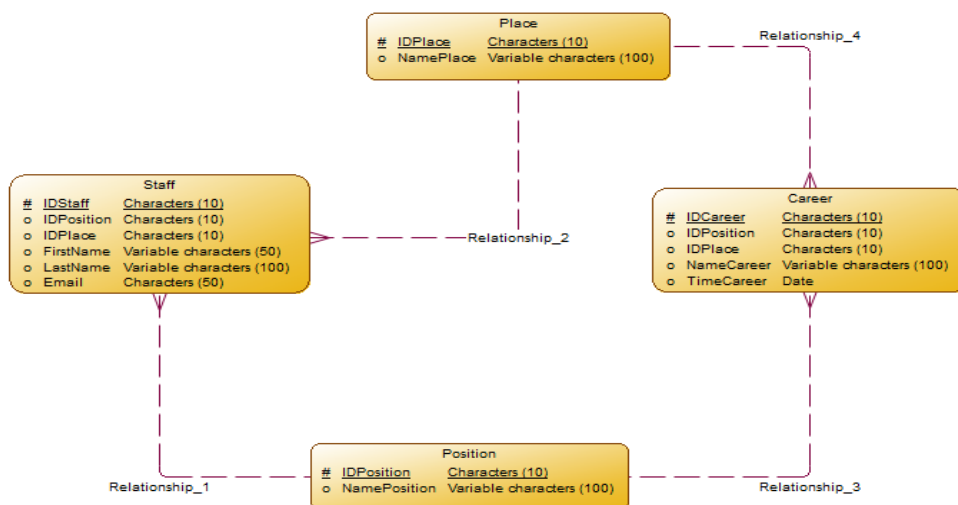 Place
# IDPlace Characters (10)
o NamePlace Variable characters (100)
Relationship_4
Staff
# IDStaff Characters (10)
o IDPosition Characters (10)
o IDPlace Characters (10)
o FirstName Variable characters (50)
o LastName Variable characters (100)
o Email Characters (50)
Relationship_2
Career
# IDCareer Characters (10)
o IDPosition Characters (10)
o IDPlace Characters (10)
o NameCareer Variable characters (100)
o TimeCareer Date
Position
# IDPosition Characters (10)
o NamePosition Variable characters (100)
Relationship_1
Relationship_3